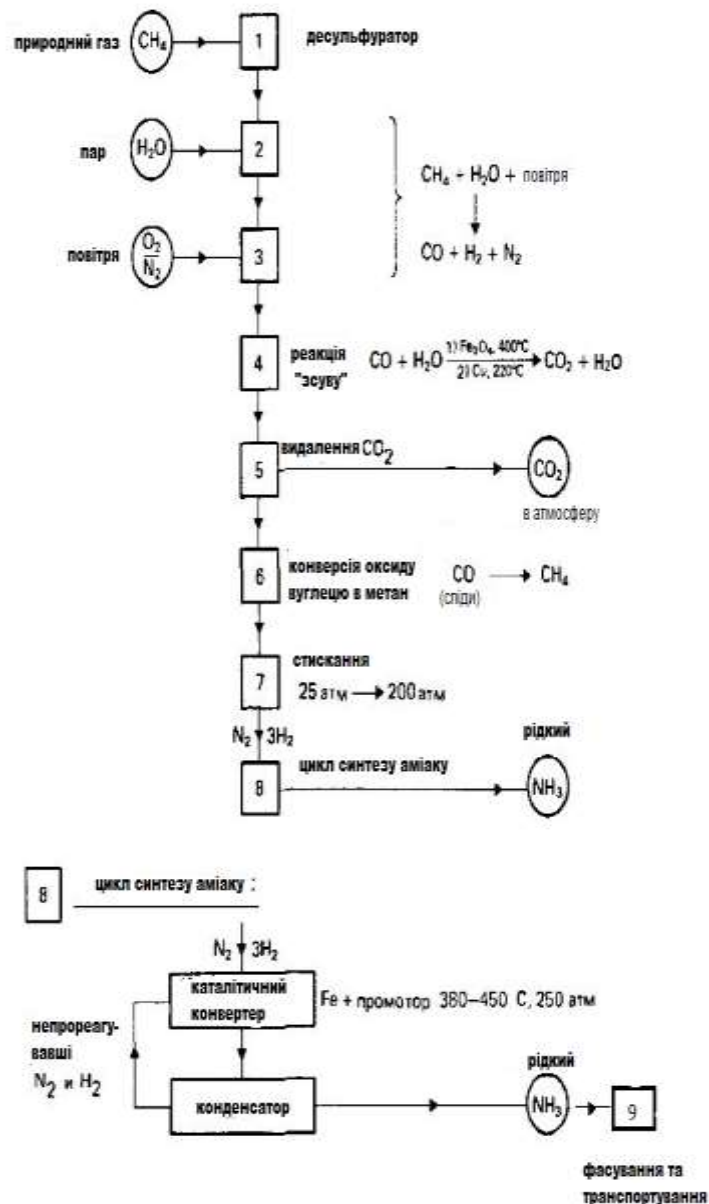 природний газ CH₄ 1 десульфуратор
пар H₂O 2
CH₄ + H₂O + повітря
повітря O₂ N₂ 3
CO + H₂ + N₂
4 реакція "зсуву" CO + H₂O 1) Fe₃O₄, 400°C 2) Cu, 220°C CO₂ + H₂O
видалення CO₂
5 CO₂
в атмосферу
6 конверсія оксиду CO → CH₄
вуглецю в метан (сліди)
7 стискання
25 атм → 200 атм
N₂ 3H₂ рідкий
цикл синтезу аміаку
8 NH₃
8 цикл синтезу аміаку :
N₂ 3H₂
каталітичний
конвертер
Fe + промотор 380–450 C, 250 атм
непрореагу-
вавші
N₂ и H₂
рідкий
конденсатор NH₃ 9
фасування та
транспортування